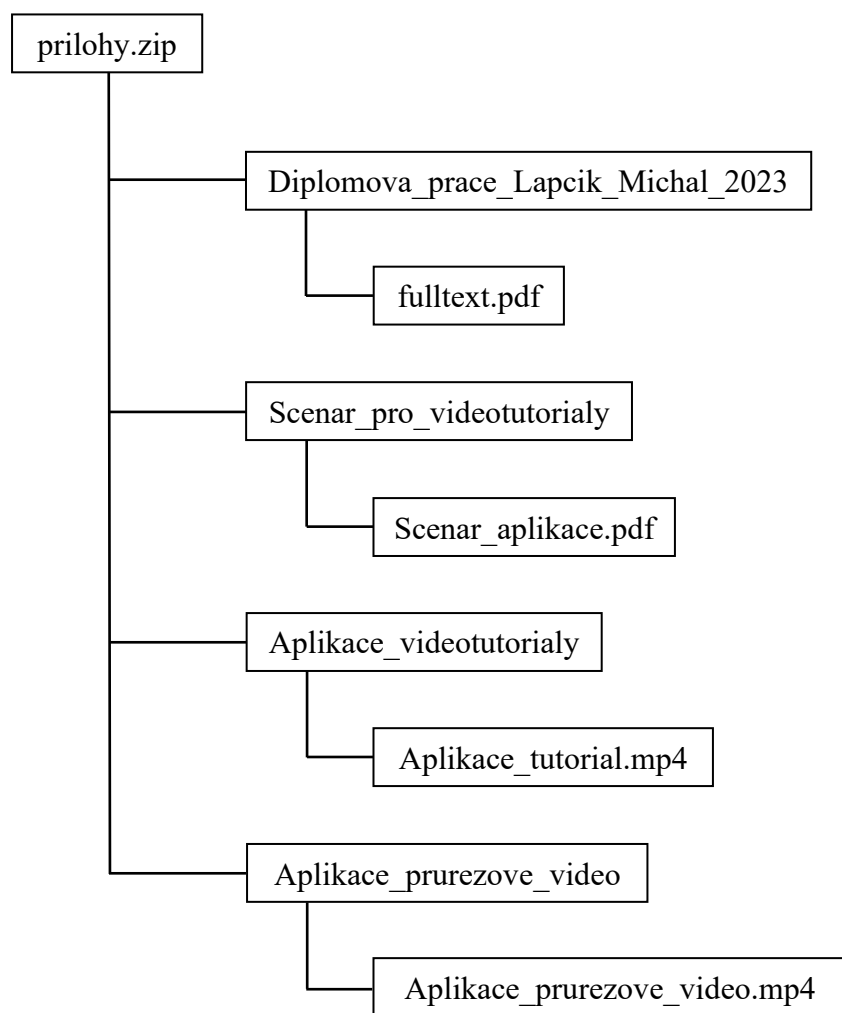 prilohy.zip
Diplomova_prace_Lapcik_Michal_2023
fulltext.pdf
Scenar_pro_videotutorialy
Scenar_aplikace.pdf
Aplikace_videotutorialy
Aplikace_tutorial.mp4
Aplikace_prurezove_video
Aplikace_prurezove_video.mp4